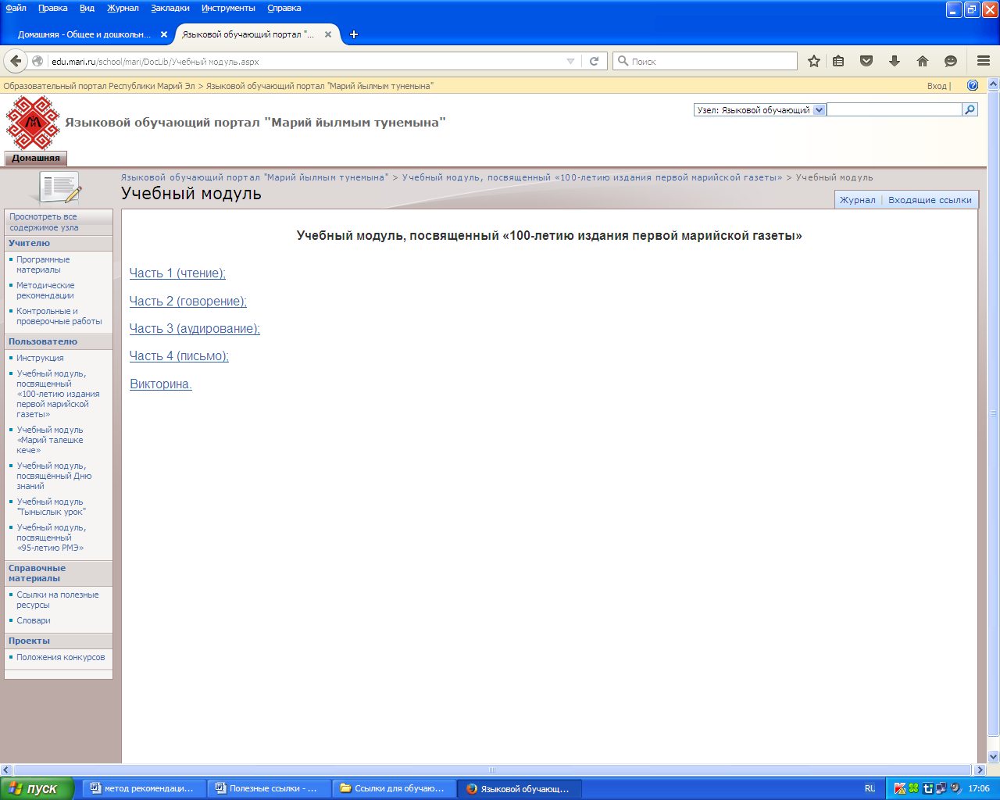 Файл Правка Вид Журнал Закладки Инструменты Справка
Домашняя - Общее и дошкольн...
Языковой обучающий портал "...
edu.mari.ru/school/mari/DocLib/Учебный модуль.aspx
Поиск
Образовательный портал Республики Марий Эл > Языковой обучающий портал "Марий йылмым тунемына"
Вход |
Языковой обучающий портал "Марий йылмым тунемына"
Узел: Языковой обучающий
Домашняя
Языковой обучающий портал "Марий йылмым тунемына" > Учебный модуль, посвященный «100-летию издания первой марийской газеты» > Учебный модуль
Учебный модуль
Журнал | Входящие ссылки
Просмотреть все
содержимое узла
Учителю
Программные
материалы
Методические
рекомендации
Контрольные и
проверочные работы
Пользователю
Инструкция
Учебный модуль,
посвященный
«100-летию издания
первой марийской
газеты»
Учебный модуль
«Марий талешке
кече»
Учебный модуль,
посвящённый Дню
знаний
Учебный модуль
"Тыныслык урок"
Учебный модуль,
посвященный
«95-летию РМЭ»
Справочные
материалы
Ссылки на полезные
ресурсы
Словари
Проекты
Положения конкурсов
Учебный модуль, посвященный «100-летию издания первой марийской газеты»
Часть 1 (чтение);
Часть 2 (говорение);
Часть 3 (аудирование);
Часть 4 (письмо);
Викторина.
пуск
метод рекомендаци...
Полезные ссылки - ...
Ссылки для обучаю...
Языковой обучающ...
RU
17:06